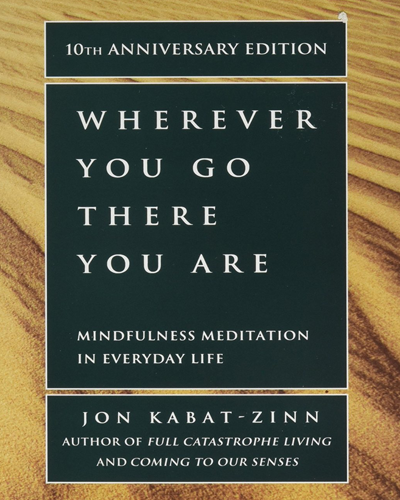 10TH ANNIVERSARY EDITION
WHEREVER
YOU GO
THERE
YOU ARE
MINDFULNESS MEDITATION
IN EVERYDAY LIFE
JON KABAT-ZINN
AUTHOR OF FULL CATASTROPHE LIVING
AND COMING TO OUR SENSES